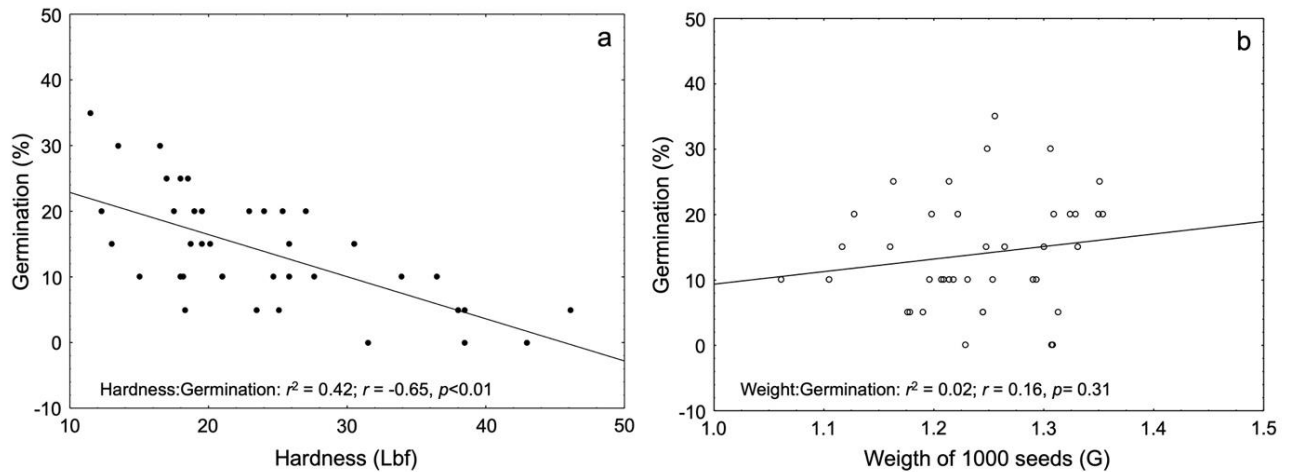 a
50
40
30
20
10
0
-10
Germination (%)
Hardness:Germination: r² = 0.42; r = -0.65, p<0.01
10 20 30 40 50
Hardness (Lbf)
b
50
40
30
20
10
0
-10
Germination (%)
Weight:Germination: r² = 0.02; r = 0.16, p= 0.31
1.0 1.1 1.2 1.3 1.4 1.5
Weigth of 1000 seeds (G)